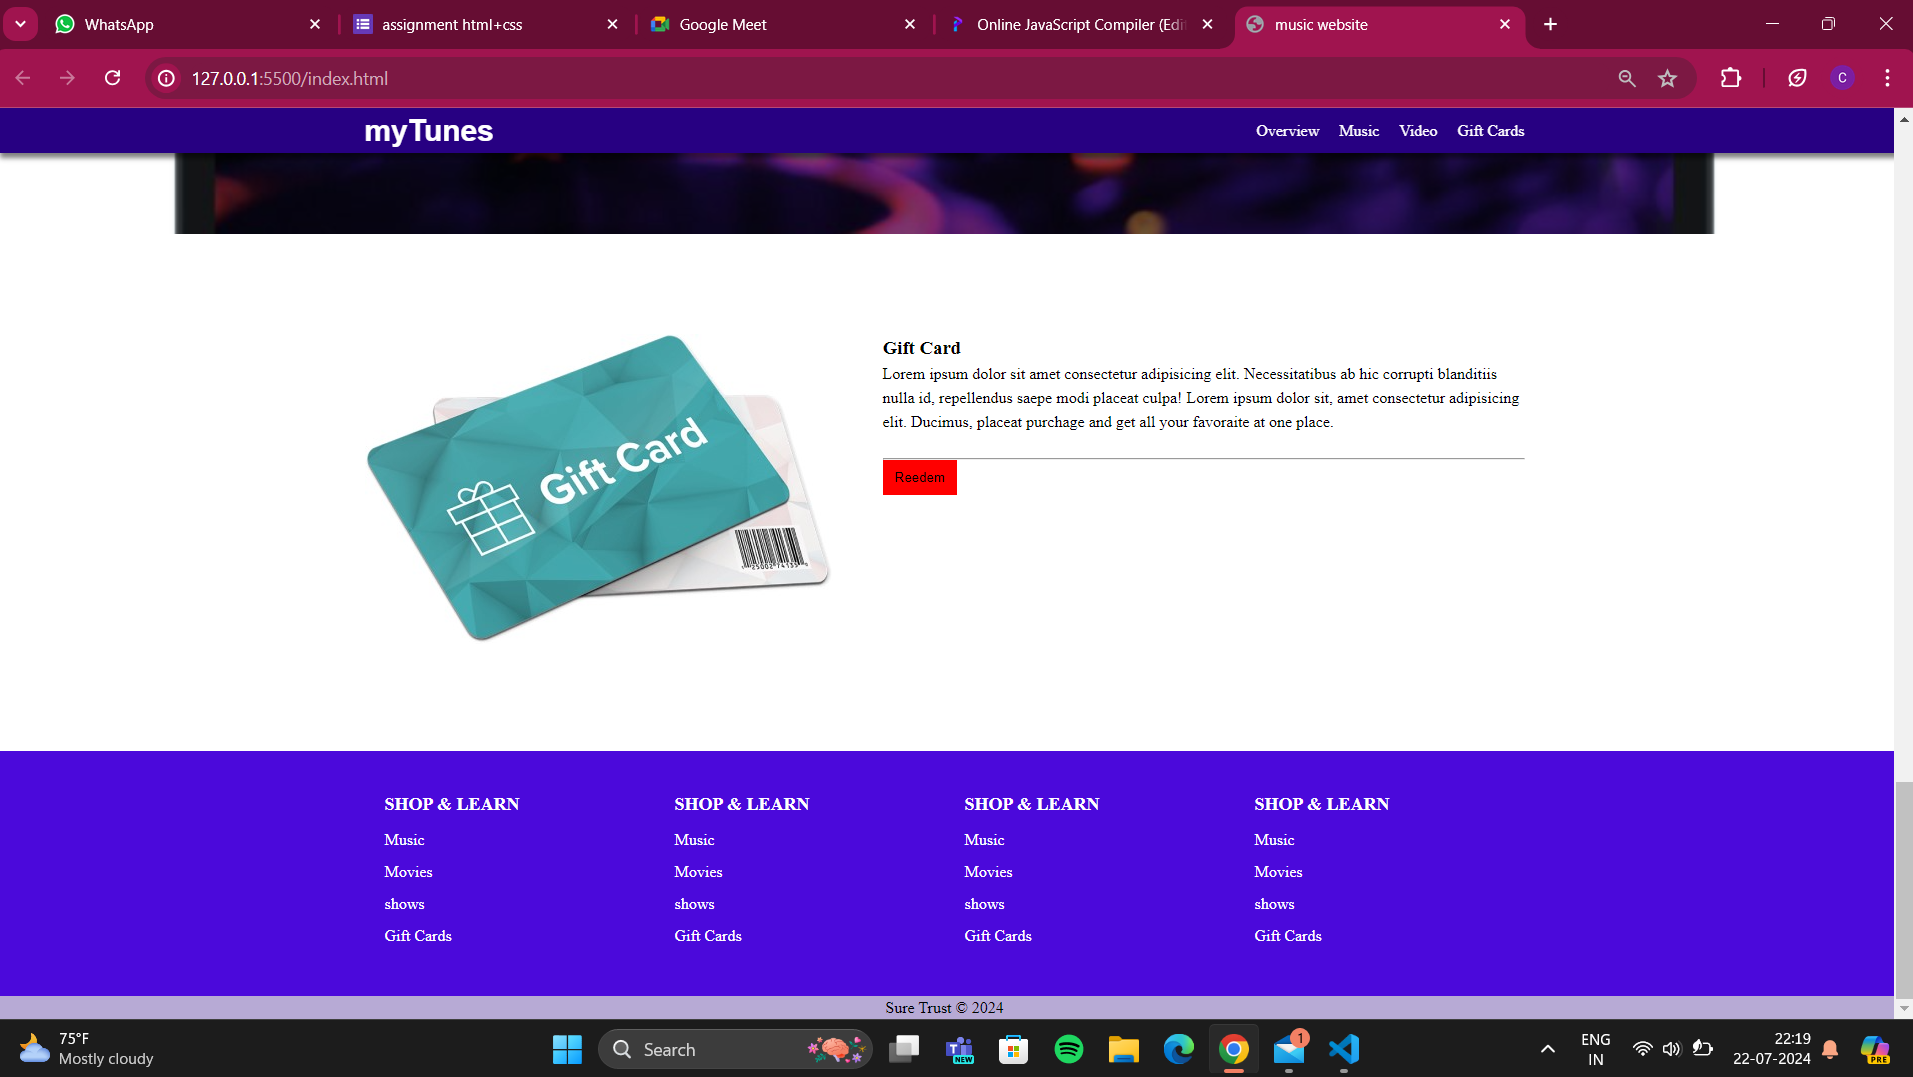 WhatsApp
assignment html+css
Google Meet
Online JavaScript Compiler (Edi
music website
127.0.0.1:5500/index.html
C
myTunes
Overview Music Video Gift Cards
Gift Card
Lorem ipsum dolor sit amet consectetur adipisicing elit. Necessitatibus ab hic corrupti blanditiis
nulla id, repellendus saepe modi placeat culpa! Lorem ipsum dolor sit, amet consectetur adipisicing
elit. Ducimus, placeat purchage and get all your favoraite at one place.
Reedem
Gift Card
SHOP & LEARN SHOP & LEARN SHOP & LEARN SHOP & LEARN
Music Music Music Music
Movies Movies Movies Movies
shows shows shows shows
Gift Cards Gift Cards Gift Cards Gift Cards
Sure Trust © 2024
75°F
Mostly cloudy
Search
NEW
1
ENG
IN
22:19
22-07-2024
PRE